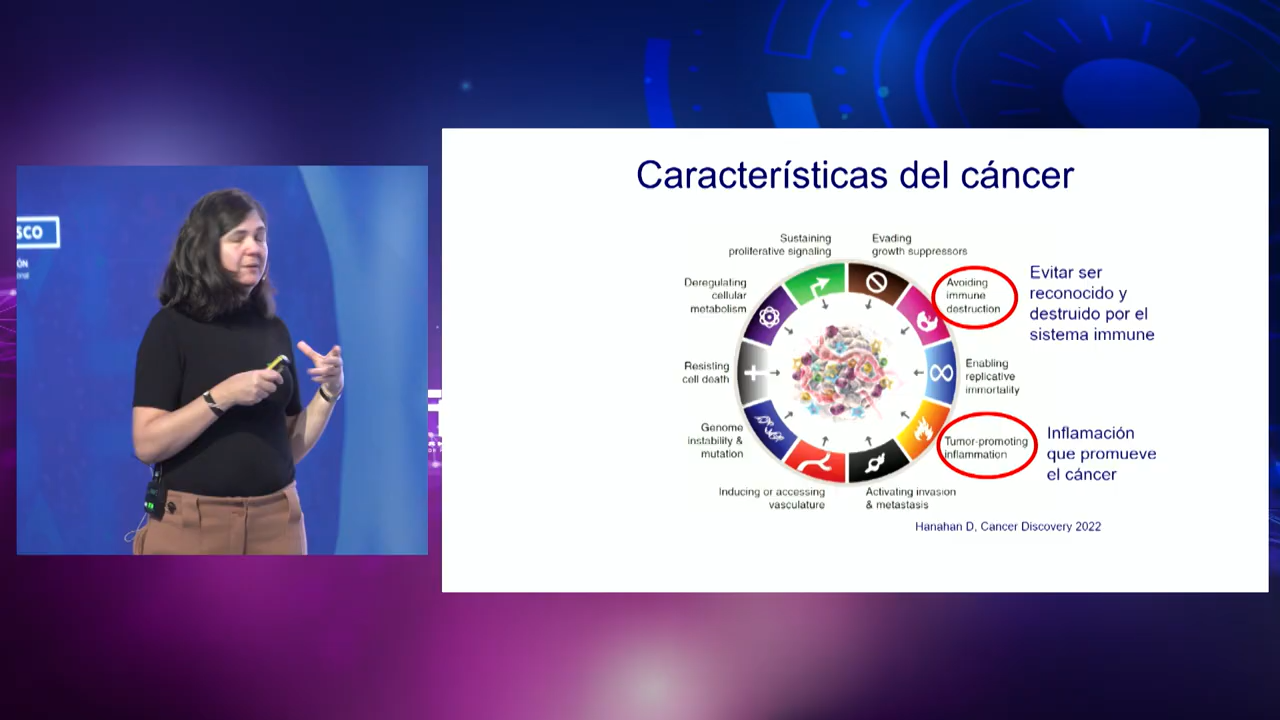 Características del cáncer
Sustaining
proliferative signaling
Evading
growth suppressors
Deregulating
cellular
metabolism
Avoiding
immune
destruction
Evitar ser
reconocido y
destruido por el
sistema immune
Resisting
cell death
Enabling
replicative
immortality
Genome
instability &
mutation
Tumor-promoting
inflammation
Inflamación
que promueve
el cáncer
Inducing or accessing
vasculature
Activating invasion
& metastasis
Hanahan D, Cancer Discovery 2022